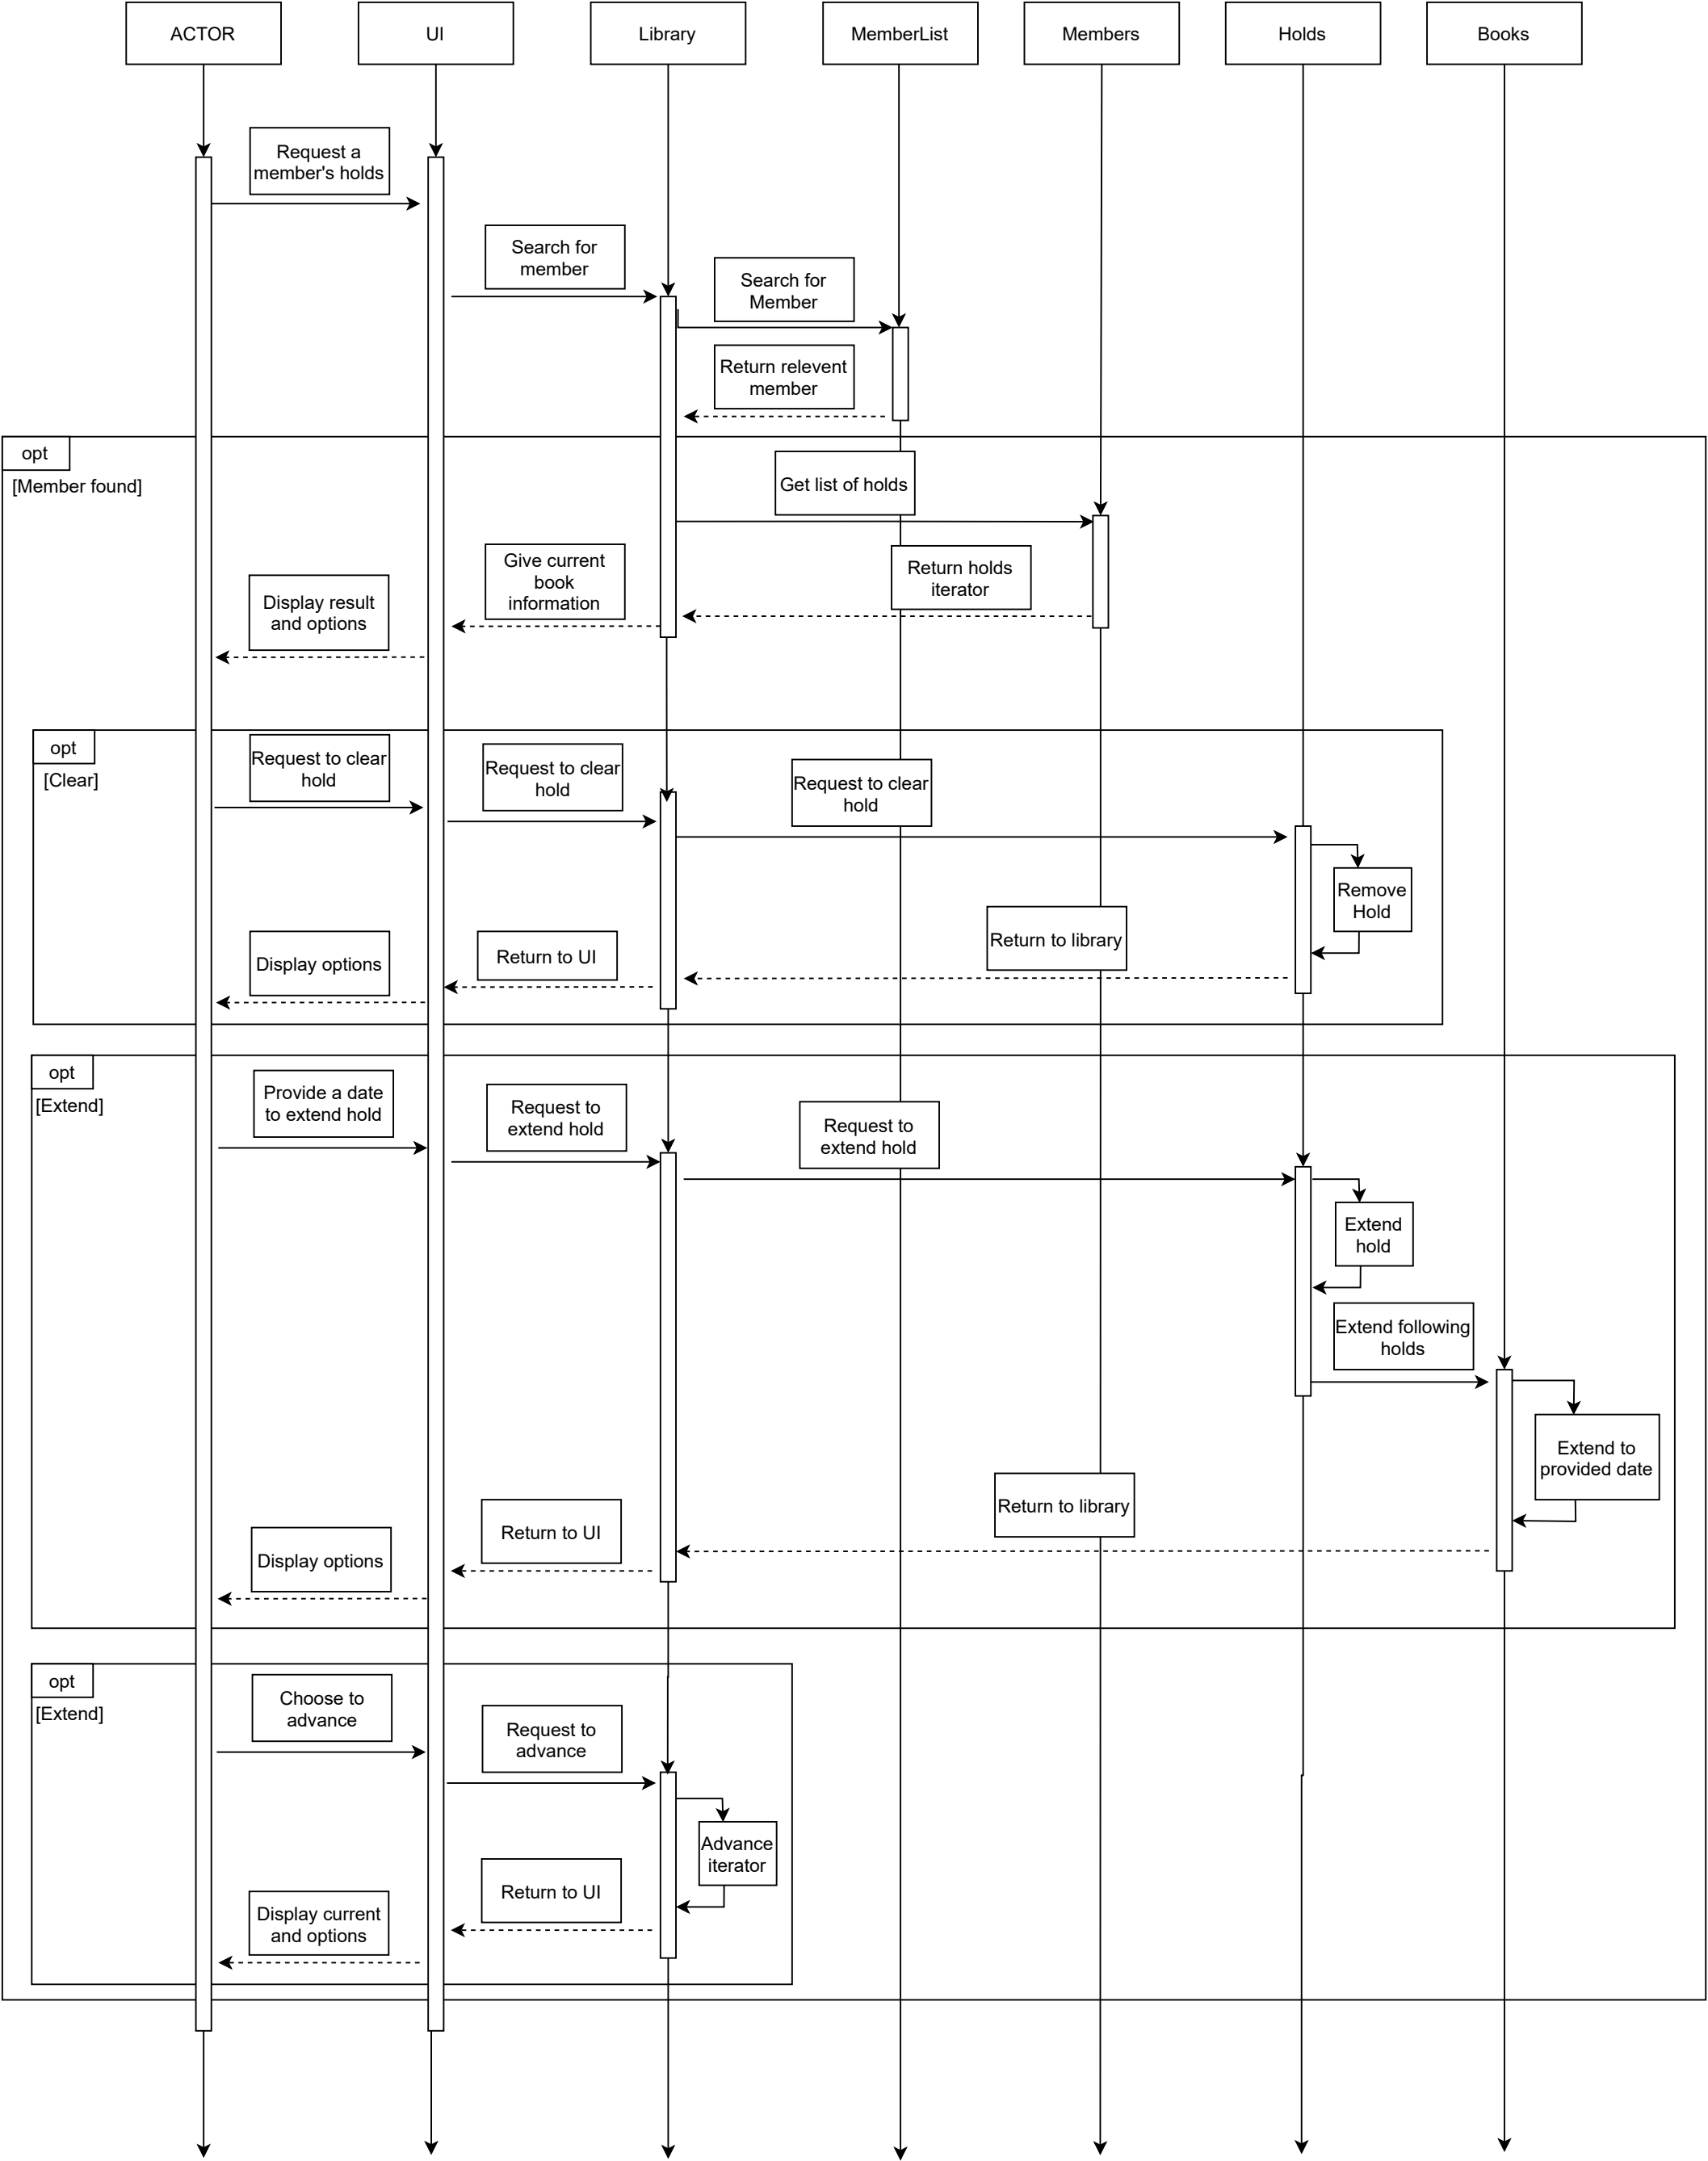 ACTOR
UI
Library
MemberList
Members
Holds
Books
Request a
member's holds
Search for
member
Search for
Member
Return relevent
member
opt
[Member found]
Get list of holds
Give current
book
information
Return holds
iterator
Display result
and options
opt
[Clear]
Request to clear
hold
Request to clear
hold
Request to clear
hold
Remove
Hold
Return to library
Return to UI
Display options
opt
[Extend]
Provide a date
to extend hold
Request to
extend hold
Request to
extend hold
Extend
hold
Extend following
holds
Extend to
provided date
Return to library
Return to UI
Display options
opt
[Extend]
Choose to
advance
Request to
advance
Advance
iterator
Return to UI
Display current
and options